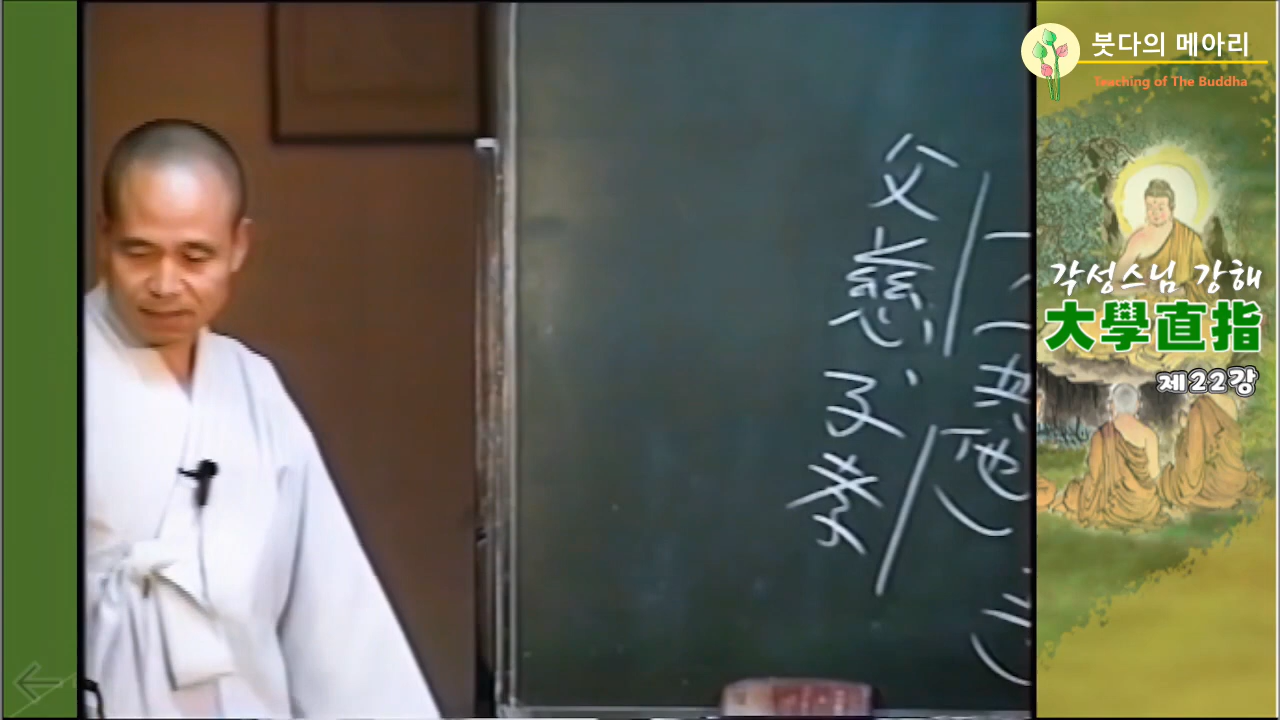 붓다의 메아리
Teaching of The Buddha
각성스님 강해
大學直指
제22강
父慈子孝